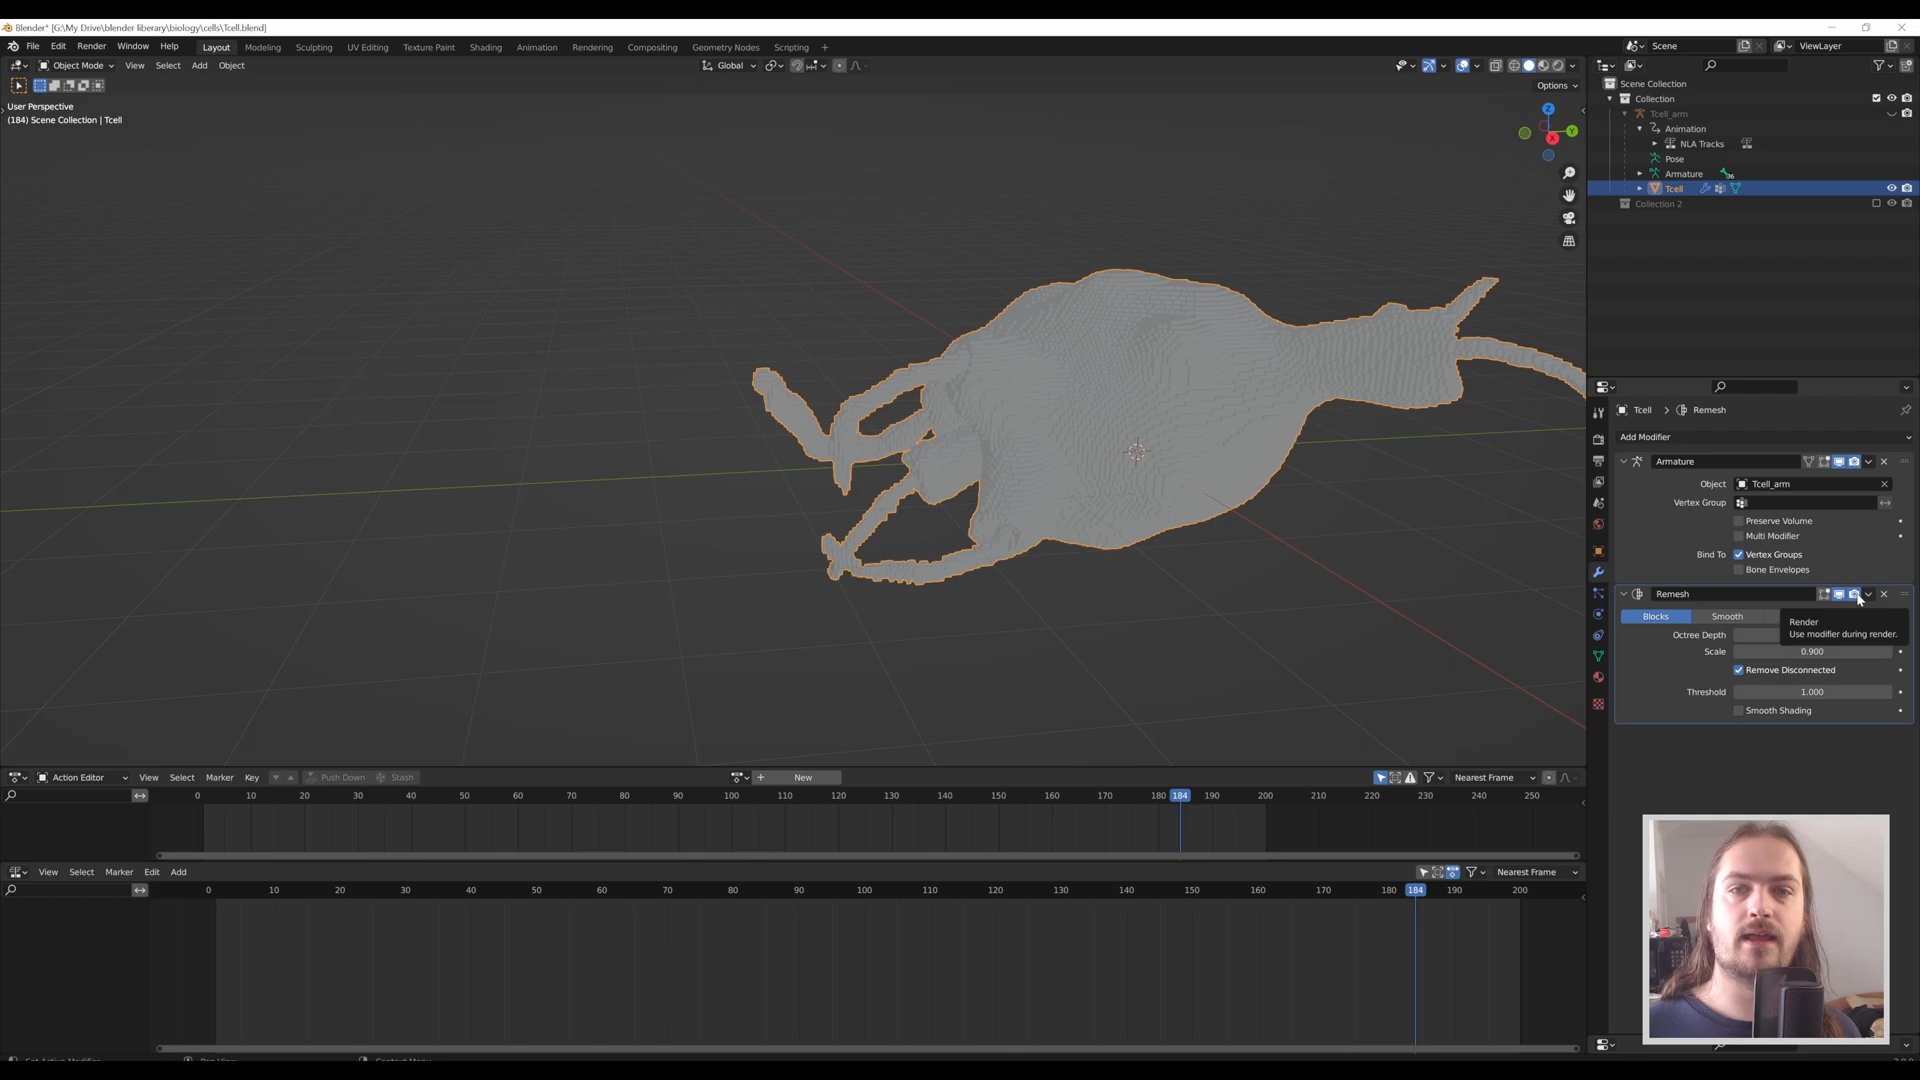 Blender* [G:\My Drive\blender liberary\biology\cells\Tcell.blend]
File Edit Render Window Help Layout Modeling Sculpting UV Editing Texture Paint Shading Animation Rendering Compositing Geometry Nodes Scripting + Scene ViewLayer
Object Mode View Select Add Object Global
Options
User Perspective
(184) Scene Collection | Tcell
Z
Y
X
Scene Collection
Collection
Tcell_arm
Animation
NLA Tracks
Pose
Armature 36
Tcell
Collection 2
Tcell > Remesh
Add Modifier
Armature
Object Tcell_arm
Vertex Group
Preserve Volume
Multi Modifier
Bind To Vertex Groups
Bone Envelopes
Remesh
Blocks Smooth
Render
Use modifier during render.
Octree Depth
Scale 0.900
Remove Disconnected
Threshold 1.000
Smooth Shading
Action Editor View Select Marker Key Push Down Stash + New Nearest Frame
0 10 20 30 40 50 60 70 80 90 100 110 120 130 140 150 160 170 180 184 190 200 210 220 230 240 250
View Select Marker Edit Add Nearest Frame
0 10 20 30 40 50 60 70 80 90 100 110 120 130 140 150 160 170 180 184 190 200